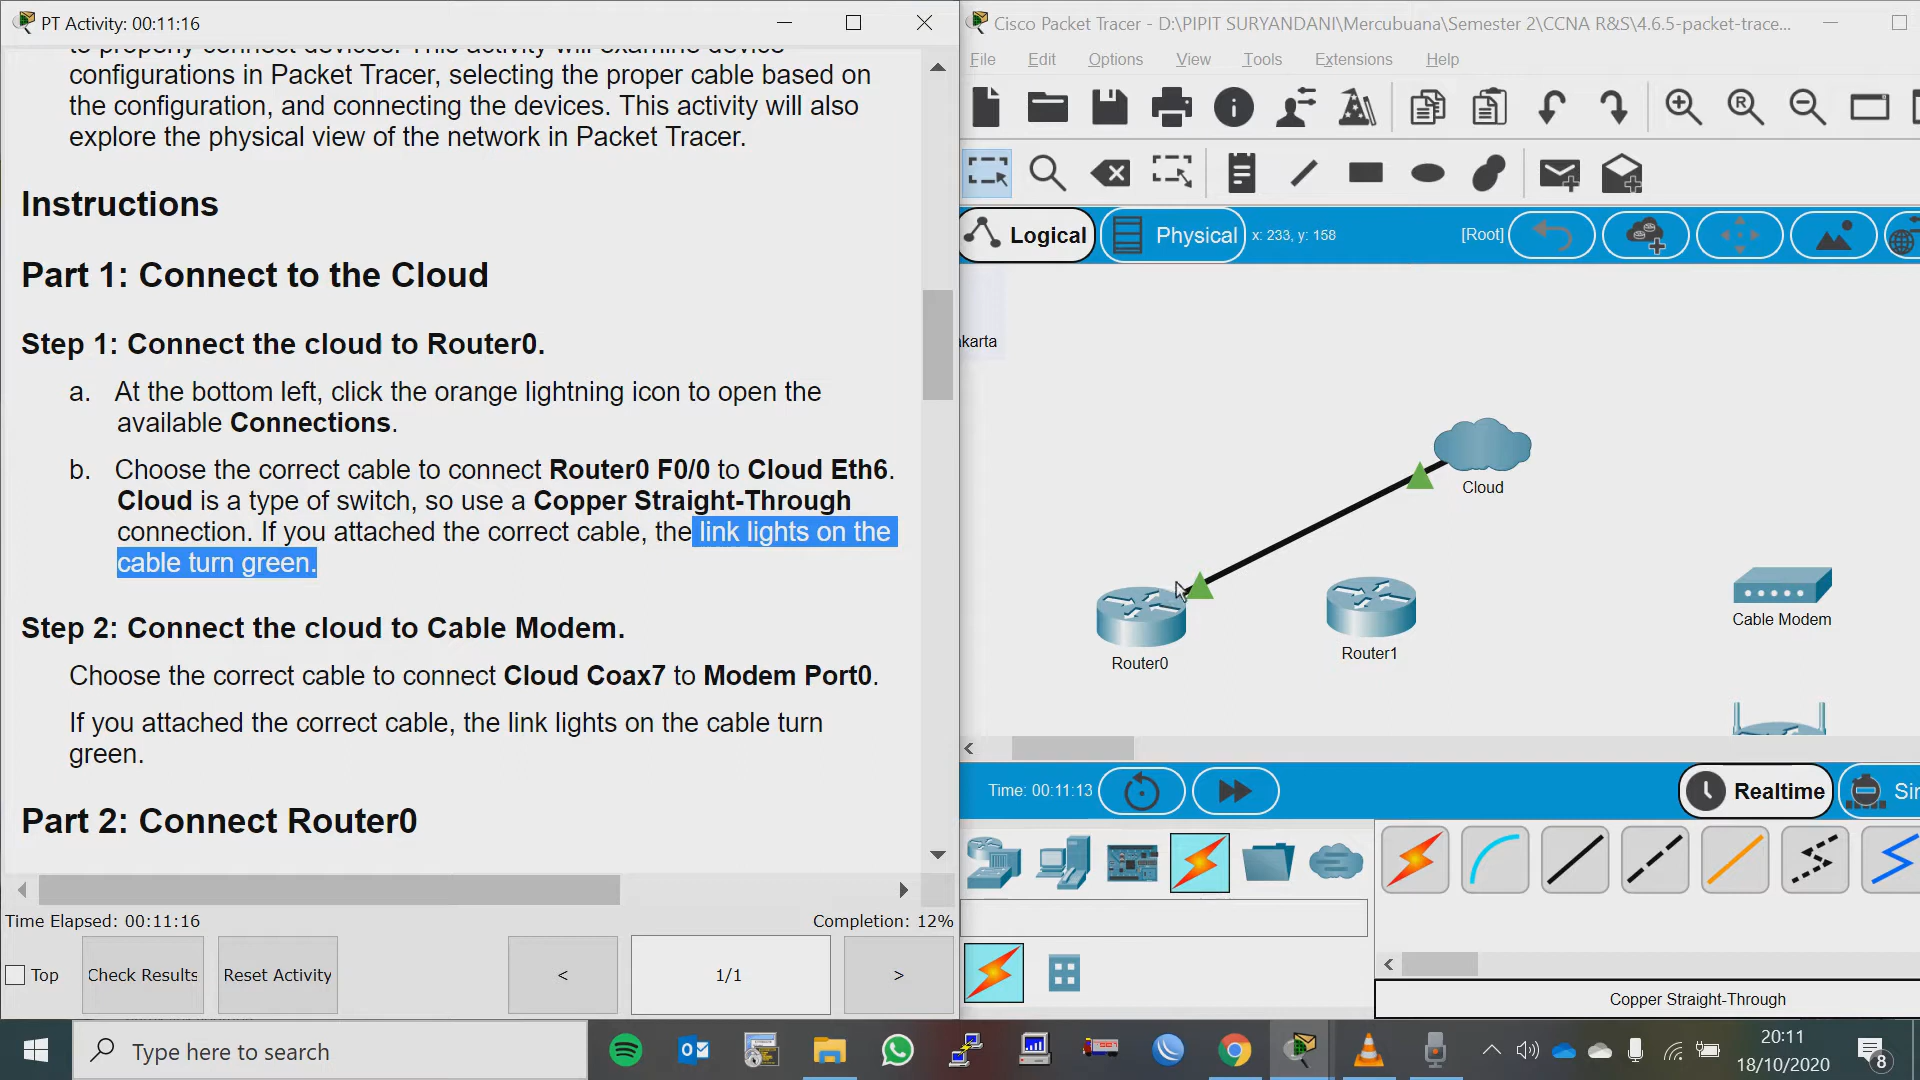 PT Activity: 00:11:16
to properly connect devices. This activity will examine device
configurations in Packet Tracer, selecting the proper cable based on
the configuration, and connecting the devices. This activity will also
explore the physical view of the network in Packet Tracer.
Instructions
Part 1: Connect to the Cloud
Step 1: Connect the cloud to Router0.
a. At the bottom left, click the orange lightning icon to open the
available Connections.
b. Choose the correct cable to connect Router0 F0/0 to Cloud Eth6.
Cloud is a type of switch, so use a Copper Straight-Through
connection. If you attached the correct cable, the link lights on the
cable turn green.
Step 2: Connect the cloud to Cable Modem.
Choose the correct cable to connect Cloud Coax7 to Modem Port0.
If you attached the correct cable, the link lights on the cable turn
green.
Part 2: Connect Router0
Time Elapsed: 00:11:16
Completion: 12%
Top
Check Results
Reset Activity
<
1/1
>
Cisco Packet Tracer - D:\PIPIT SURYANDANI\Mercubuana\Semester 2\CCNA R&S\4.6.5-packet-trace...
File Edit Options View Tools Extensions Help
Logical
Physical
x: 233, y: 158
[Root]
karta
Cloud
Router0
Router1
Cable Modem
Time: 00:11:13
Realtime
Sir
Copper Straight-Through
Type here to search
20:11
18/10/2020
8